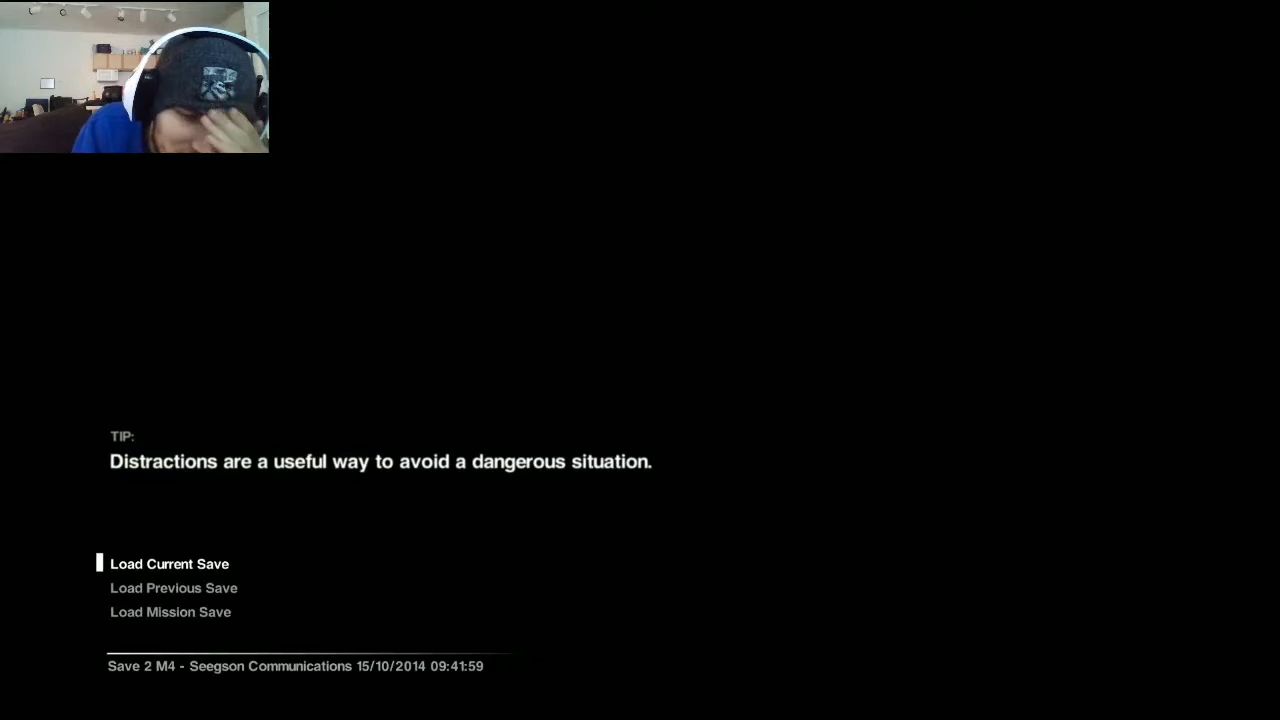 TIP:
Distractions are a useful way to avoid a dangerous situation.
Load Current Save
Load Previous Save
Load Mission Save
Save 2 M4 - Seegson Communications 15/10/2014 09:41:59